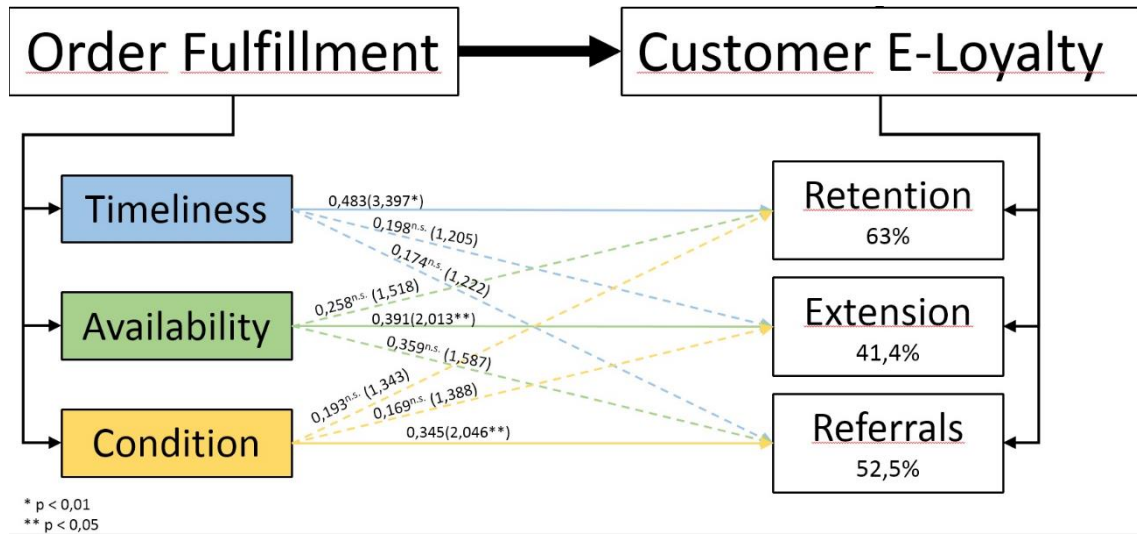 Order Fulfillment
Customer E-Loyalty
Timeliness
0,483(3,397*)
0,198n.s. (1,205)
0,174n.s. (1,222)
Retention
63%
Availability
0,258n.s. (1,518)
0,391(2,013**)
0,359n.s. (1,587)
Extension
41,4%
Condition
0,193n.s. (1,343)
0,169n.s. (1,388)
0,345(2,046**)
Referrals
52,5%
* p < 0,01
** p < 0,05